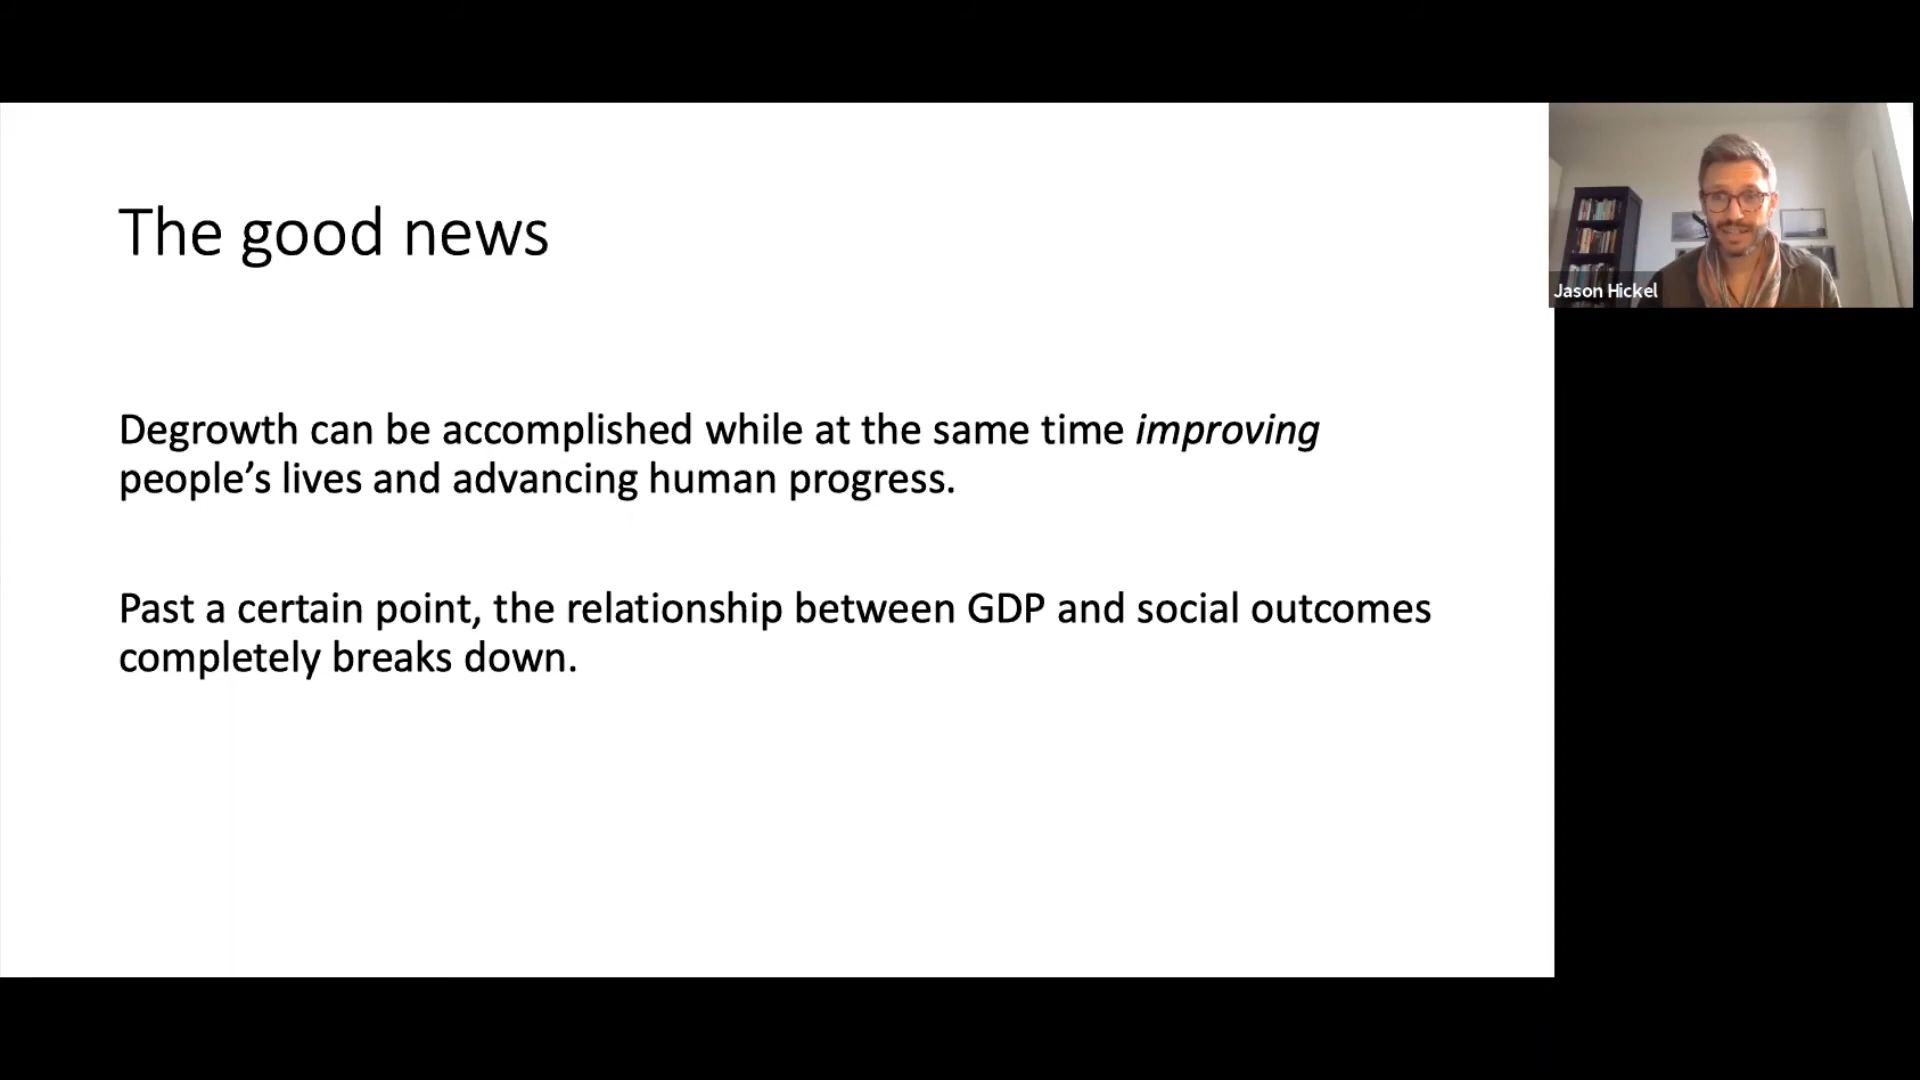 The good news
Jason Hickel
Degrowth can be accomplished while at the same time improving
people’s lives and advancing human progress.
Past a certain point, the relationship between GDP and social outcomes
completely breaks down.